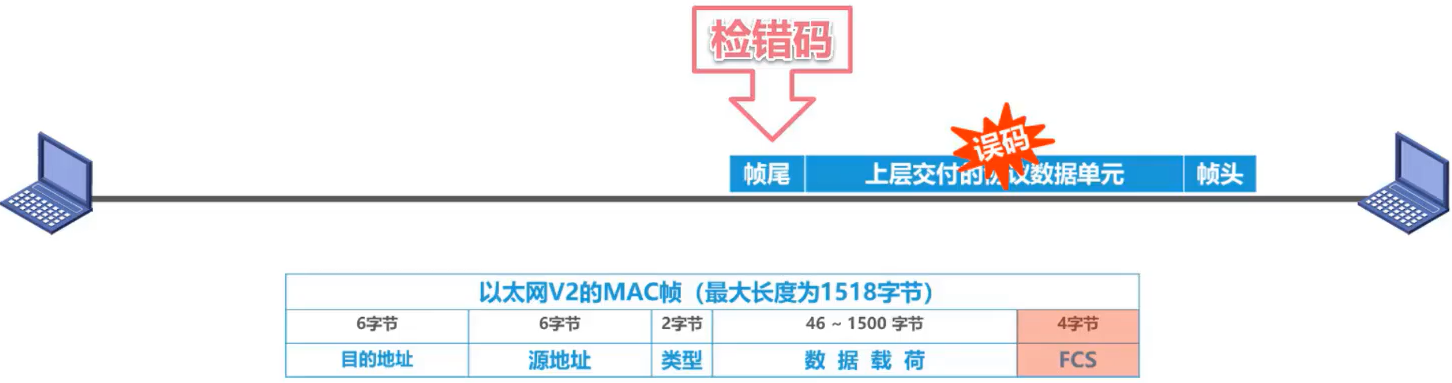 检错码
误码
帧尾 上层交付的协议数据单元 帧头
以太网V2的MAC帧（最大长度为1518字节）
6字节 6字节 2字节 46 ~ 1500 字节 4字节
目的地址 源地址 类型 数 据 载 荷 FCS